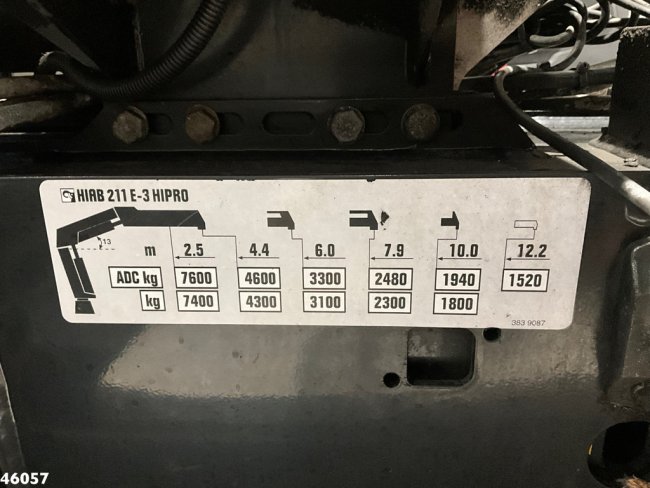 HIAB 211 E-3 HIPRO
13
m 2.5 4.4 6.0 7.9 10.0 12.2
ADC kg 7600 4600 3300 2480 1940 1520
kg 7400 4300 3100 2300 1800
383 9087
46057